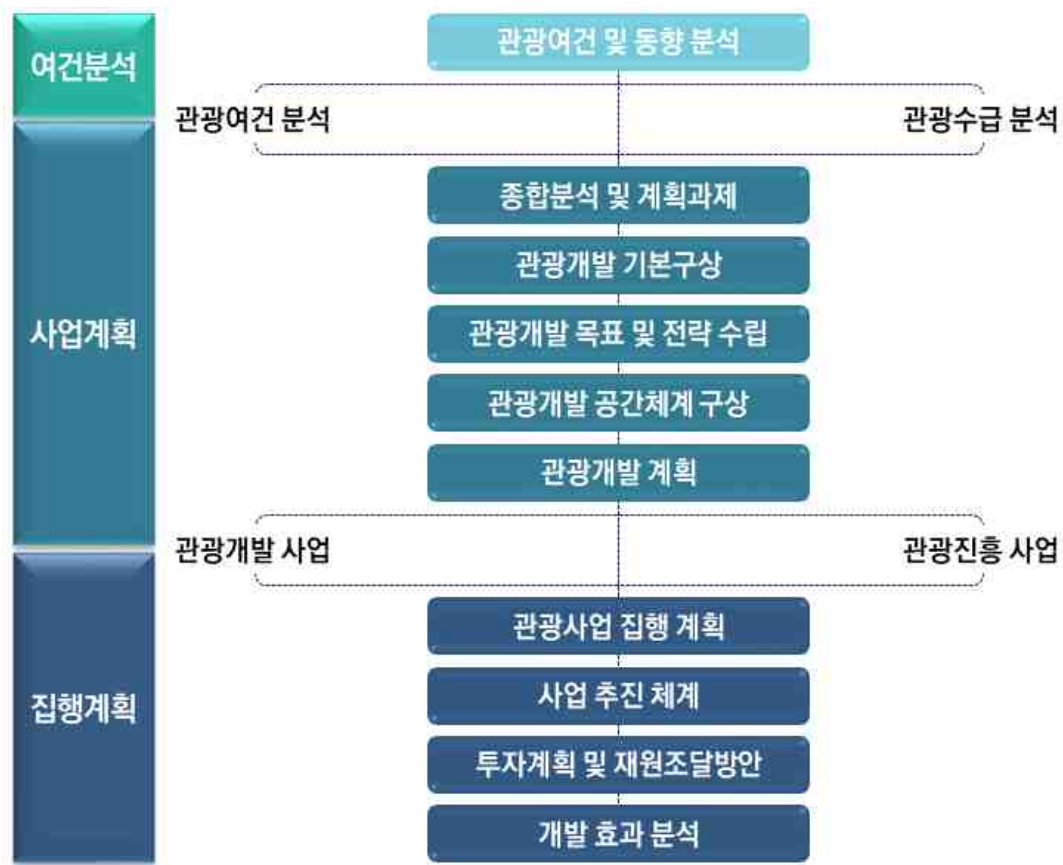 여건분석
관광여건 및 동향 분석
관광여건 분석
관광수급 분석
사업계획
종합분석 및 계획과제
관광개발 기본구상
관광개발 목표 및 전략 수립
관광개발 공간체계 구상
관광개발 계획
관광개발 사업
관광진흥 사업
집행계획
관광사업 집행 계획
사업 추진 체계
투자계획 및 재원조달방안
개발 효과 분석